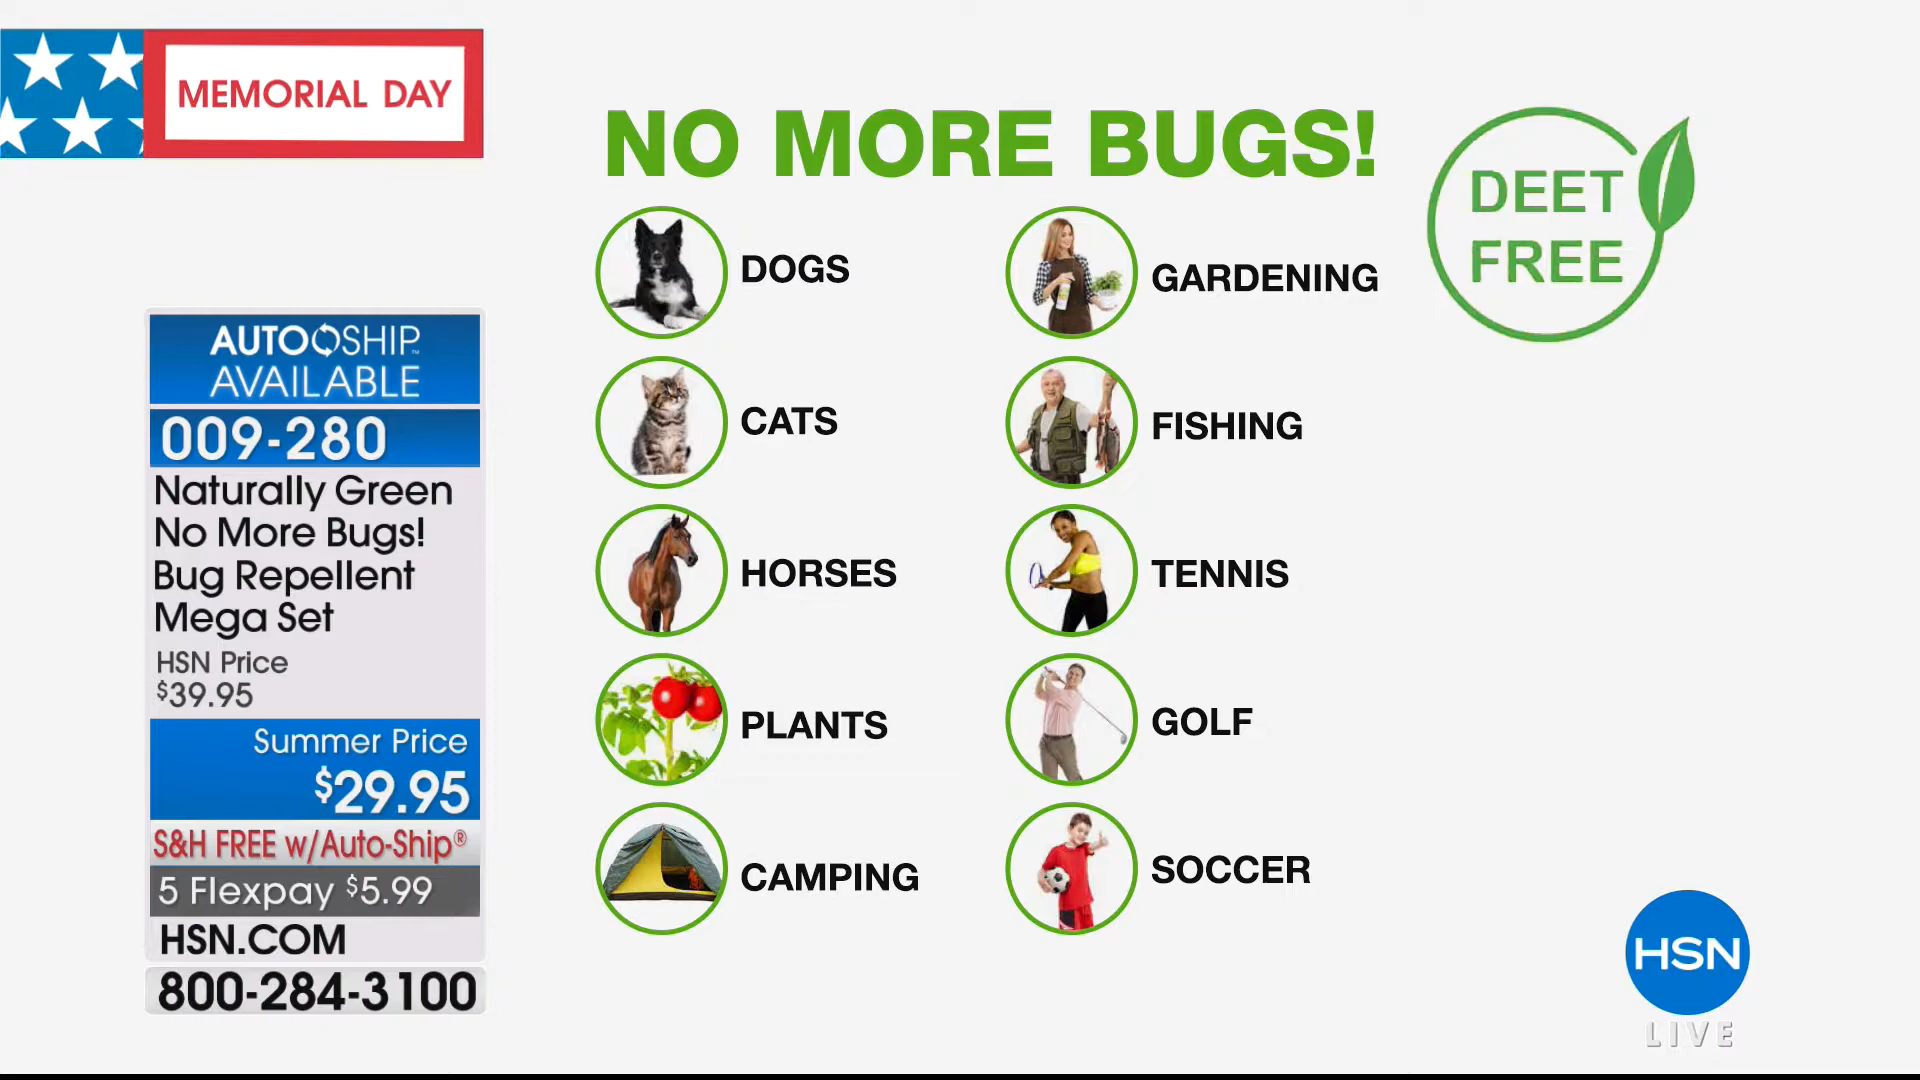 MEMORIAL DAY
NO MORE BUGS!
DEET
FREE
DOGS
GARDENING
CATS
FISHING
HORSES
TENNIS
PLANTS
GOLF
CAMPING
SOCCER
AUTO SHIP™
AVAILABLE
009-280
Naturally Green
No More Bugs!
Bug Repellent
Mega Set
HSN Price
$39.95
Summer Price
$29.95
S&H FREE w/Auto-Ship®
5 Flexpay $5.99
HSN.COM
800-284-3100
HSN
LIVE